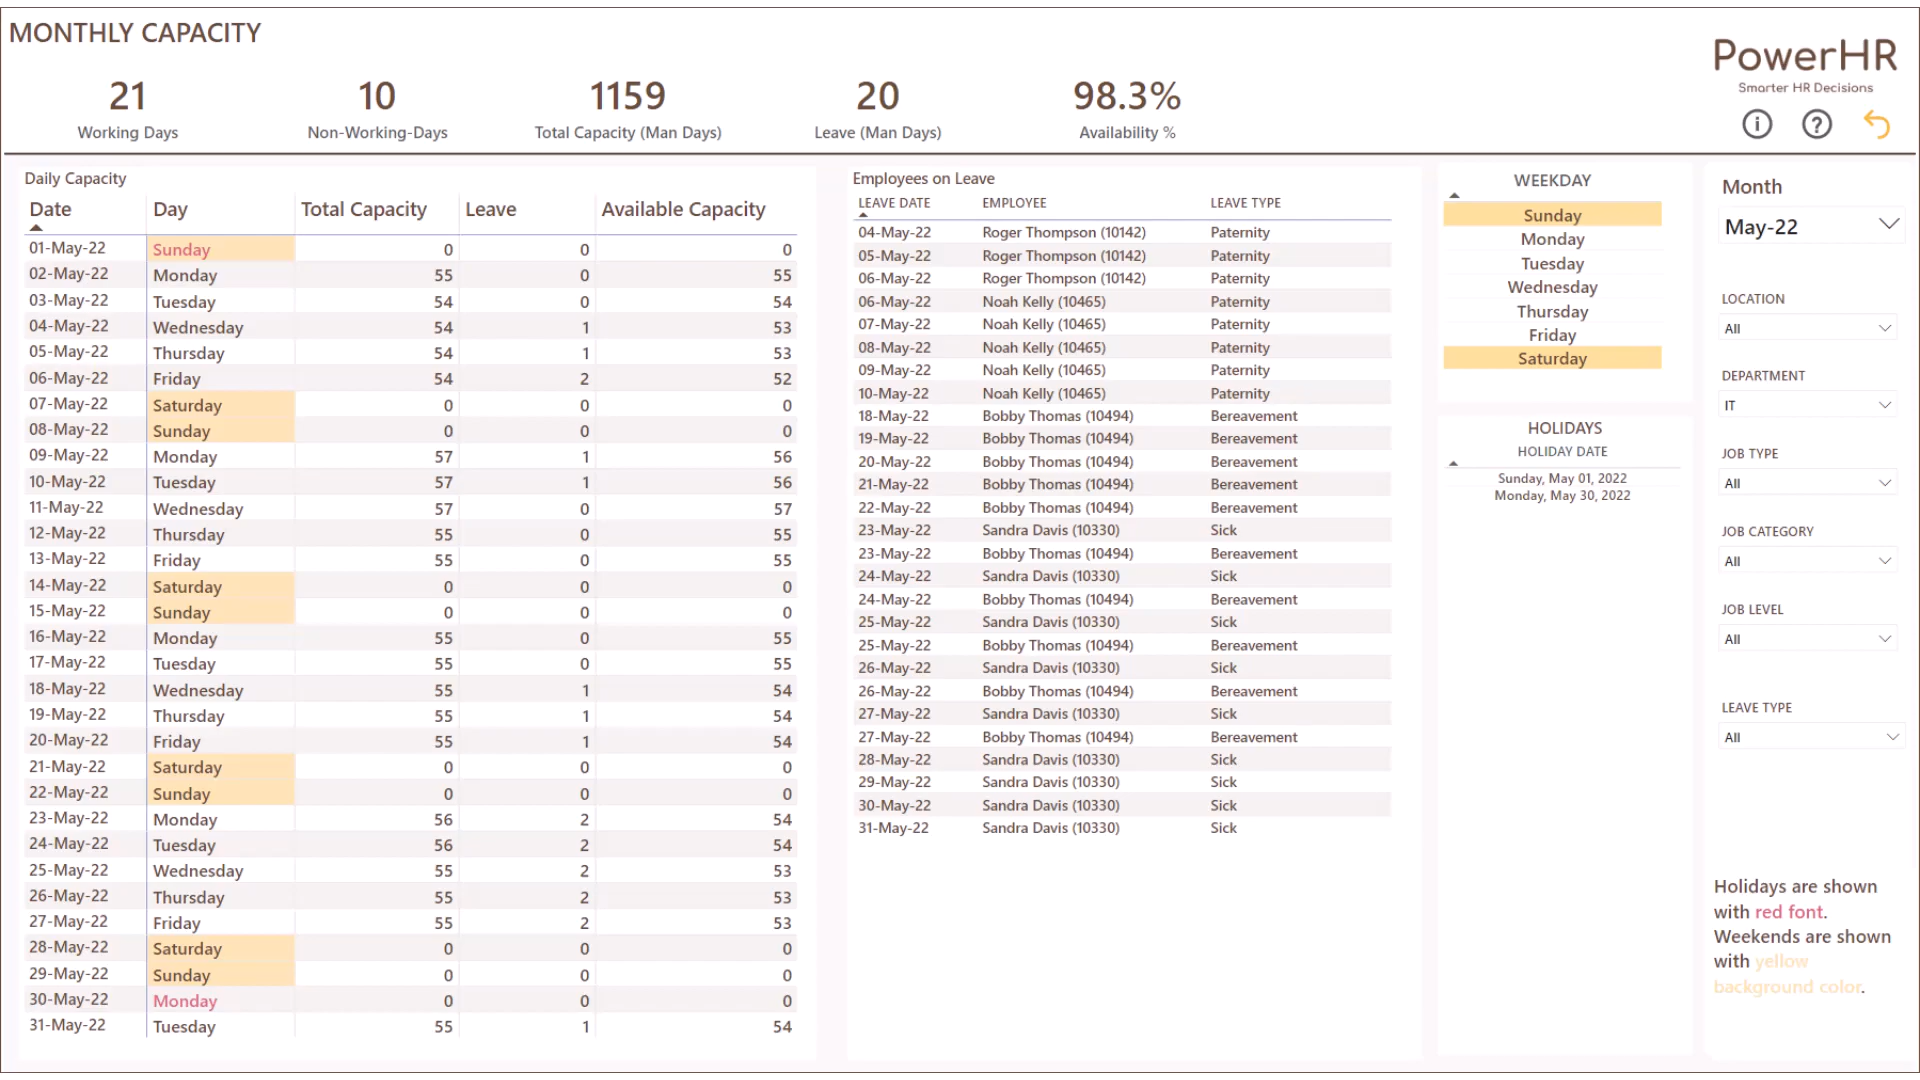 MONTHLY CAPACITY
PowerHR
Smarter HR Decisions
21
Working Days
10
Non-Working-Days
1159
Total Capacity (Man Days)
20
Leave (Man Days)
98.3%
Availability %
Daily Capacity
Date Day Total Capacity Leave Available Capacity
01-May-22 Sunday 0 0 0
02-May-22 Monday 55 0 55
03-May-22 Tuesday 54 0 54
04-May-22 Wednesday 54 1 53
05-May-22 Thursday 54 1 53
06-May-22 Friday 54 2 52
07-May-22 Saturday 0 0 0
08-May-22 Sunday 0 0 0
09-May-22 Monday 57 1 56
10-May-22 Tuesday 57 1 56
11-May-22 Wednesday 57 0 57
12-May-22 Thursday 55 0 55
13-May-22 Friday 55 0 55
14-May-22 Saturday 0 0 0
15-May-22 Sunday 0 0 0
16-May-22 Monday 55 0 55
17-May-22 Tuesday 55 0 55
18-May-22 Wednesday 55 1 54
19-May-22 Thursday 55 1 54
20-May-22 Friday 55 1 54
21-May-22 Saturday 0 0 0
22-May-22 Sunday 0 0 0
23-May-22 Monday 56 2 54
24-May-22 Tuesday 56 2 54
25-May-22 Wednesday 55 2 53
26-May-22 Thursday 55 2 53
27-May-22 Friday 55 2 53
28-May-22 Saturday 0 0 0
29-May-22 Sunday 0 0 0
30-May-22 Monday 0 0 0
31-May-22 Tuesday 55 1 54
Employees on Leave
LEAVE DATE EMPLOYEE LEAVE TYPE
04-May-22 Roger Thompson (10142) Paternity
05-May-22 Roger Thompson (10142) Paternity
06-May-22 Roger Thompson (10142) Paternity
06-May-22 Noah Kelly (10465) Paternity
07-May-22 Noah Kelly (10465) Paternity
08-May-22 Noah Kelly (10465) Paternity
09-May-22 Noah Kelly (10465) Paternity
10-May-22 Noah Kelly (10465) Paternity
18-May-22 Bobby Thomas (10494) Bereavement
19-May-22 Bobby Thomas (10494) Bereavement
20-May-22 Bobby Thomas (10494) Bereavement
21-May-22 Bobby Thomas (10494) Bereavement
22-May-22 Bobby Thomas (10494) Bereavement
23-May-22 Sandra Davis (10330) Sick
23-May-22 Bobby Thomas (10494) Bereavement
24-May-22 Sandra Davis (10330) Sick
24-May-22 Bobby Thomas (10494) Bereavement
25-May-22 Sandra Davis (10330) Sick
25-May-22 Bobby Thomas (10494) Bereavement
26-May-22 Sandra Davis (10330) Sick
26-May-22 Bobby Thomas (10494) Bereavement
27-May-22 Sandra Davis (10330) Sick
27-May-22 Bobby Thomas (10494) Bereavement
28-May-22 Sandra Davis (10330) Sick
29-May-22 Sandra Davis (10330) Sick
30-May-22 Sandra Davis (10330) Sick
31-May-22 Sandra Davis (10330) Sick
WEEKDAY
Sunday
Monday
Tuesday
Wednesday
Thursday
Friday
Saturday
HOLIDAYS
HOLIDAY DATE
Sunday, May 01, 2022
Monday, May 30, 2022
Month
May-22
LOCATION
All
DEPARTMENT
IT
JOB TYPE
All
JOB CATEGORY
All
JOB LEVEL
All
LEAVE TYPE
All
Holidays are shown
with red font.
Weekends are shown
with yellow
background color.